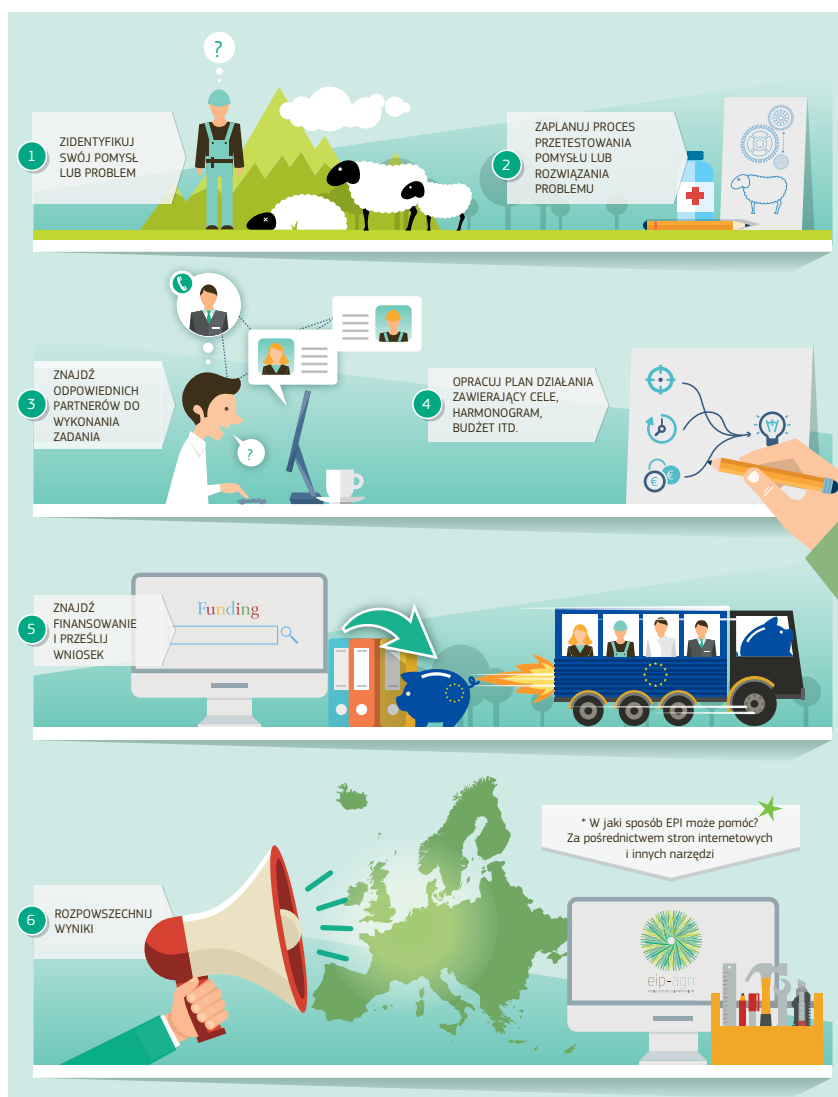 ?
1
ZIDENTYFIKUJ
SWÓJ POMYSŁ
LUB PROBLEM
2
ZAPLANUJ PROCES
PRZETESTOWANIA
POMYSŁU LUB
ROZWIĄZANIA
PROBLEMU
3
ZNAJDŹ
ODPOWIEDNICH
PARTNERÓW DO
WYKONANIA
ZADANIA
?
4
OPRACUJ PLAN DZIAŁANIA
ZAWIERAJĄCY CELE,
HARMONOGRAM,
BUDŻET ITD.
€ €
5
ZNAJDŹ
FINANSOWANIE
I PRZEŚLIJ
WNIOSEK
Funding
* W jaki sposób EPI może pomóc?
Za pośrednictwem stron internetowych
i innych narzędzi
6
ROZPOWSZECHNIJ
WYNIKI
eip-agri